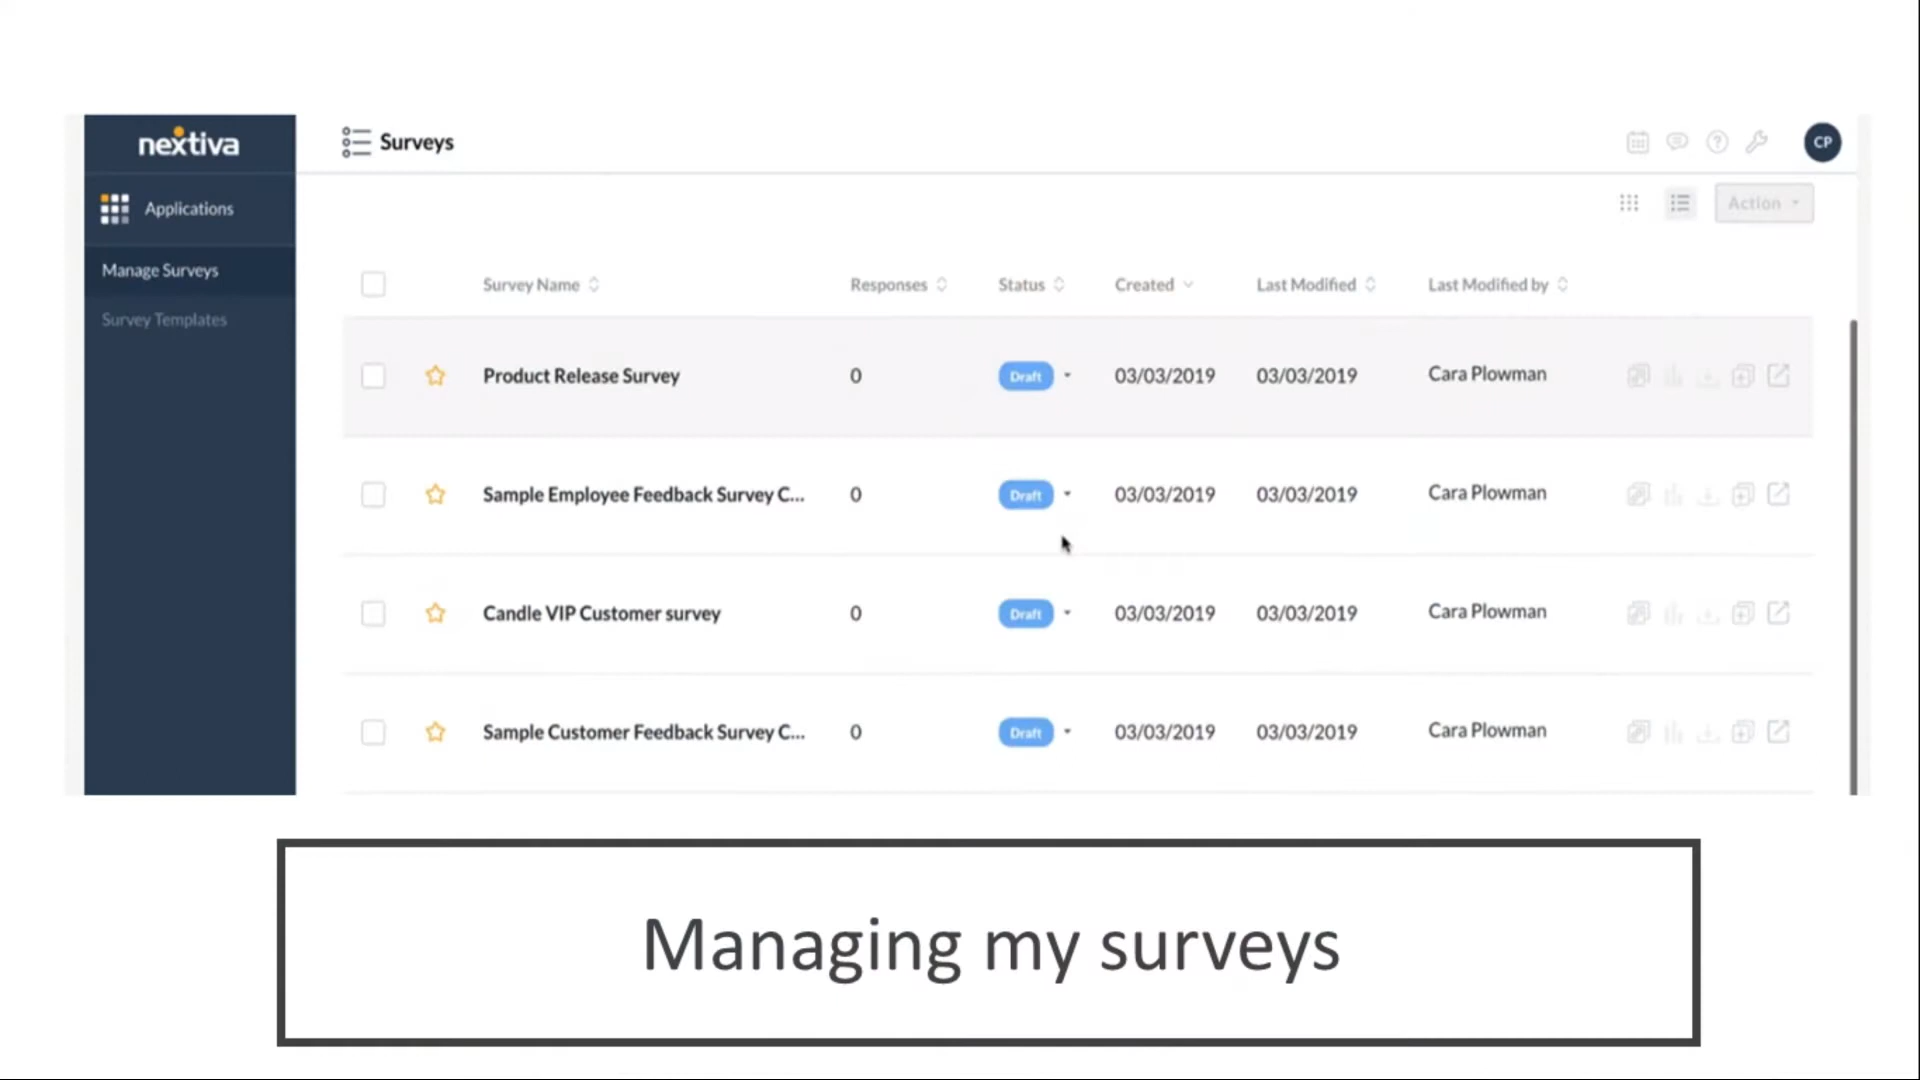 nextiva
Surveys
CP
Applications
Action
Manage Surveys
Survey Name Responses Status Created Last Modified Last Modified by
Survey Templates
Product Release Survey 0 Draft 03/03/2019 03/03/2019 Cara Plowman
Sample Employee Feedback Survey C... 0 Draft 03/03/2019 03/03/2019 Cara Plowman
Candle VIP Customer survey 0 Draft 03/03/2019 03/03/2019 Cara Plowman
Sample Customer Feedback Survey C... 0 Draft 03/03/2019 03/03/2019 Cara Plowman
Managing my surveys